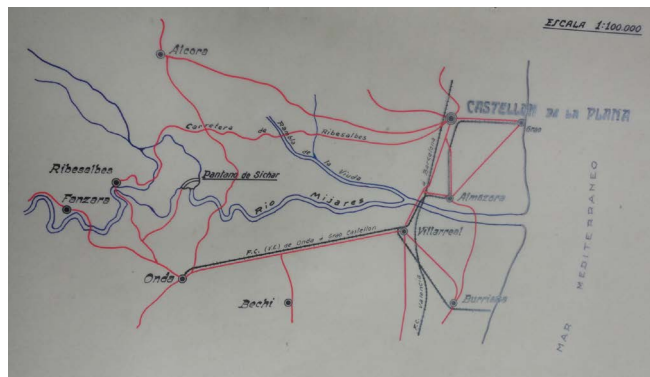 ESCALA 1:100.000
Alcora
CASTELLON DE LA PLANA
Grao
Carretera de Ribesalbes
Rambla de la Viuda
a Barcelona
Ribesalbes
Pantano de Sichar
Fanzara
Rio Mijares
Almazora
Villarreal
F.C. (V.E.) de Onda a Grao Castellon
Onda
Bechi
F.C. Valencia
Burriana
MAR MEDITERRANEO